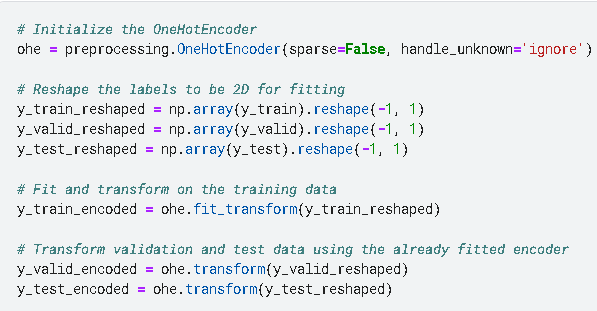 # Initialize the OneHotEncoder
ohe = preprocessing.OneHotEncoder(sparse=False, handle_unknown='ignore')
# Reshape the labels to be 2D for fitting
y_train_reshaped = np.array(y_train).reshape(-1, 1)
y_valid_reshaped = np.array(y_valid).reshape(-1, 1)
y_test_reshaped = np.array(y_test).reshape(-1, 1)
# Fit and transform on the training data
y_train_encoded = ohe.fit_transform(y_train_reshaped)
# Transform validation and test data using the already fitted encoder
y_valid_encoded = ohe.transform(y_valid_reshaped)
y_test_encoded = ohe.transform(y_test_reshaped)